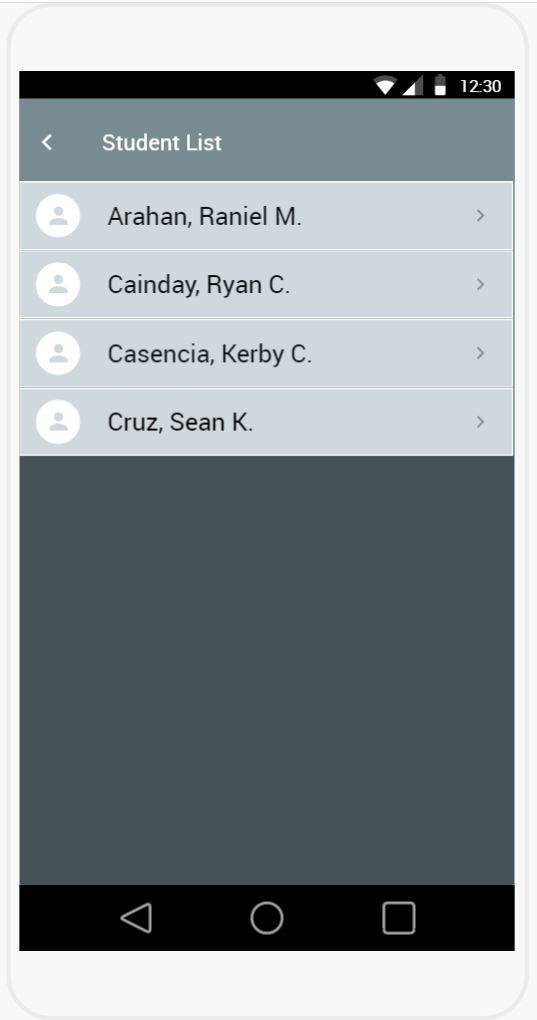 12:30
Student List
Arahan, Raniel M.
Cainday, Ryan C.
Casencia, Kerby C.
Cruz, Sean K.